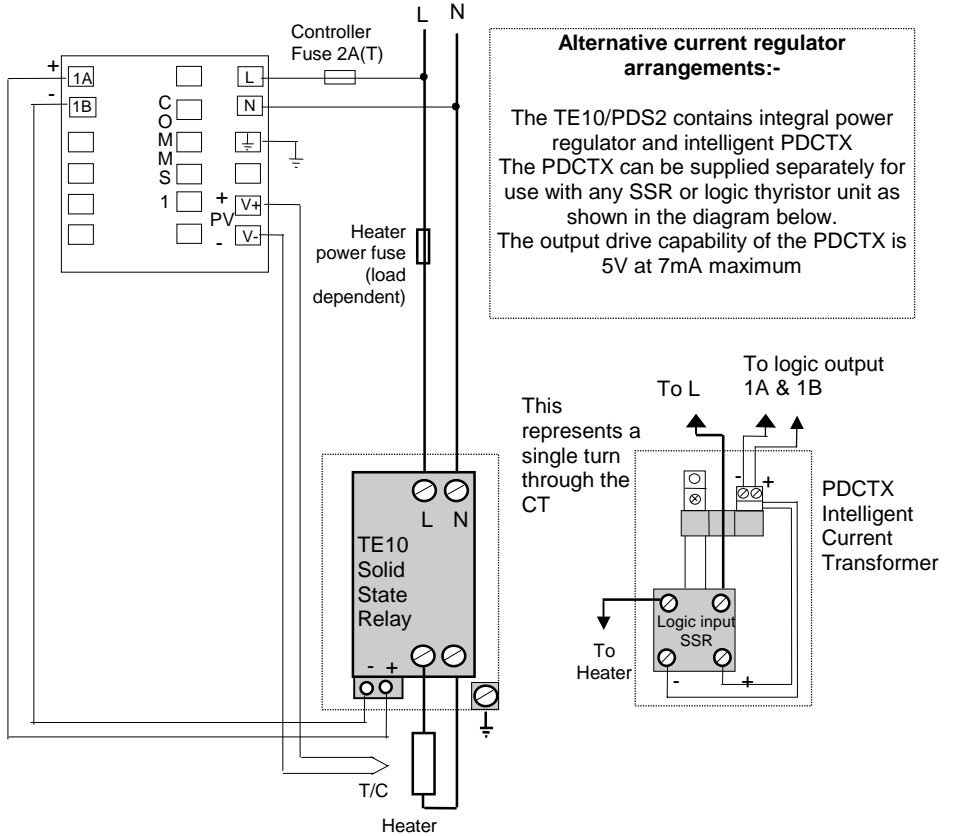 L N
Controller
Fuse 2A(T)
+
1A
-
1B
COMMS
1
L
N
+
PV
-
V+
V-
Heater
power fuse
(load
dependent)
Alternative current regulator
arrangements:-
The TE10/PDS2 contains integral power
regulator and intelligent PDCTX
The PDCTX can be supplied separately for
use with any SSR or logic thyristor unit as
shown in the diagram below.
The output drive capability of the PDCTX is
5V at 7mA maximum
L N
TE10
Solid
State
Relay
- +
T/C
Heater
This
represents a
single turn
through the
CT
To L
To logic output
1A & 1B
- +
PDCTX
Intelligent
Current
Transformer
Logic input
SSR
- +
To
Heater